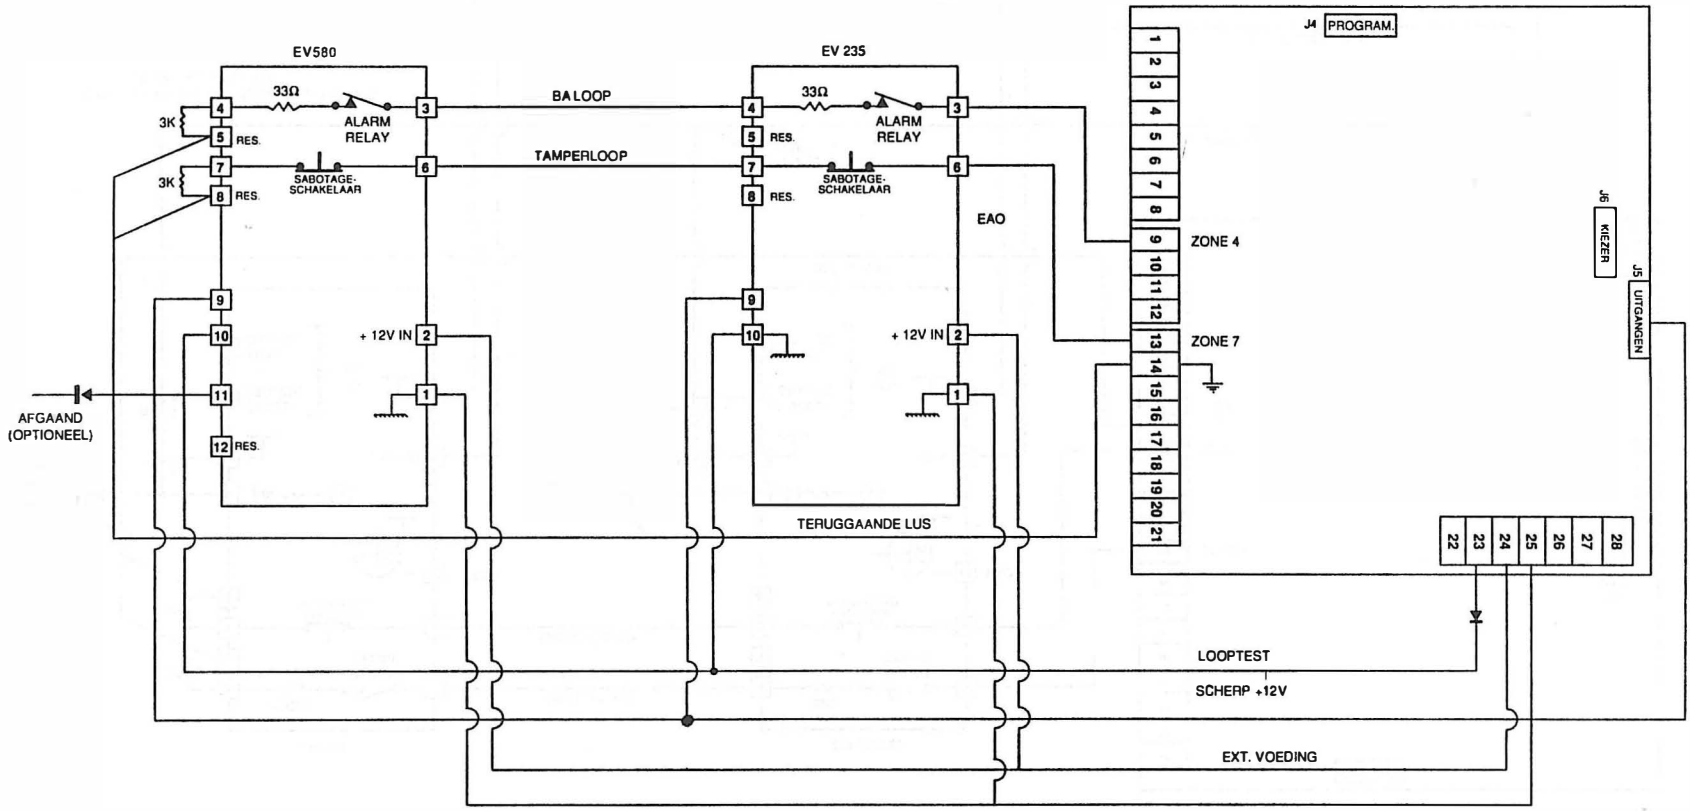 J4 PROGRAM.
EV580
EV 235
33Ω
33Ω
4
3
BA LOOP
4
3
3K
5
RES.
ALARM
RELAY
5
RES.
ALARM
RELAY
7
6
TAMPERLOOP
7
6
3K
8
RES.
SABOTAGE-
SCHAKELAAR
8
RES.
SABOTAGE-
SCHAKELAAR
EAO
9
9
10
+ 12V IN
2
10
+ 12V IN
2
11
1
1
AFGAAND
(OPTIONEEL)
12
RES.
1
2
3
4
5
6
7
8
9
ZONE 4
10
11
12
13
ZONE 7
14
15
16
17
18
19
20
21
J6
KIEZER
J5
UITGANGEN
22
23
24
25
26
27
28
TERUGGAANDE LUS
LOOPTEST
SCHERP +12V
EXT. VOEDING